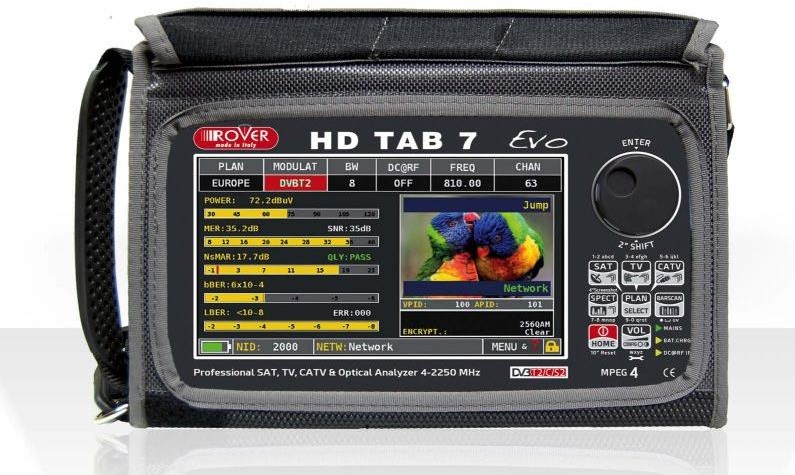 ROVER
made in Italy
HD TAB 7 Evo
ENTER
PLAN MODULAT BW DC@RF FREQ CHAN
EUROPE DVBT2 8 OFF 810.00 63
POWER: 72.2dBuV
30 45 60 75 90 105 120
MER:35.2dB SNR:35dB
8 12 16 20 24 28 32 36 40
NsMAR:17.7dB QLY:PASS
-1 3 7 11 15 19 23
bBER:6x10-4
-2 -3 -4 -5 -6
LBER: <10-8 ERR:000
-2 -3 -4 -5 -6 -7 -8
Jump
Network
VPID: 100 APID: 101
256QAM
ENCRYPT.: Clear
NID: 2000 NETW:Network MENU &
2" SHIFT
1-2 abcd 3-4 efgh 5-6 ijkl
SAT TV CATV
4"Screenshot
SPECT PLAN SELECT BARSCAN
7-8 mnop 9-0 qrst
HOME VOL MAINS
BAT.CHRG
10" Reset wxyz DC@RF
Professional SAT, TV, CATV & Optical Analyzer 4-2250 MHz
DVB T2/C/S2
MPEG 4 CE